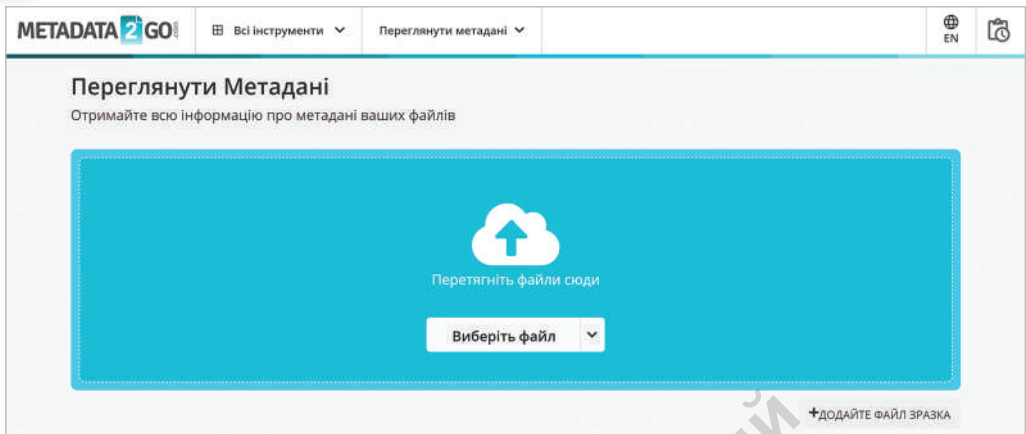 METADATA 2 GO .com
Всі інструменти
Переглянути метадані
EN
Переглянути Метадані
Отримайте всю інформацію про метадані ваших файлів
Перетягніть файли сюди
Виберіть файл
+ДОДАЙТЕ ФАЙЛ ЗРАЗКА